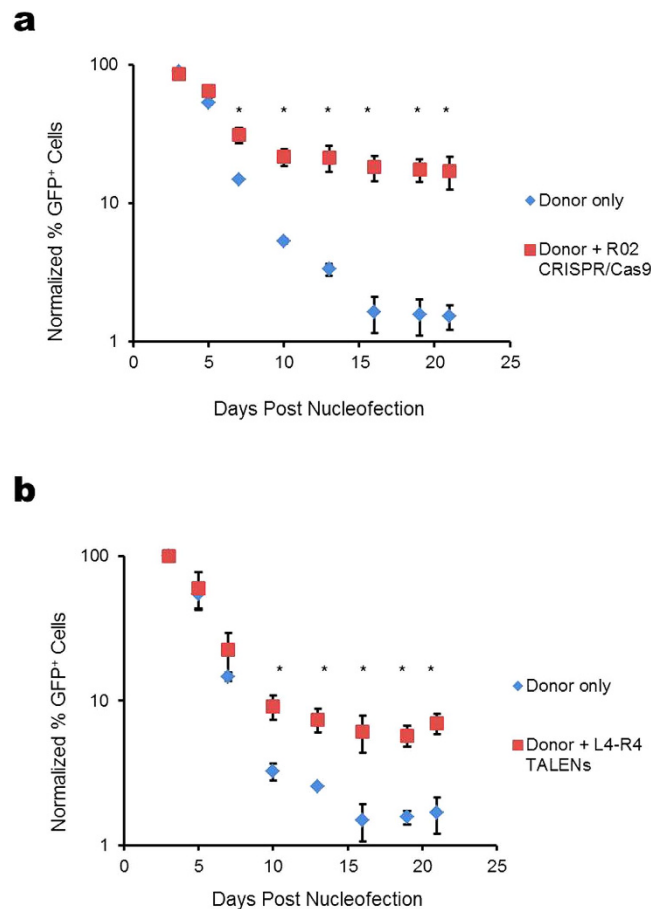 a
Normalized % GFP+ Cells
100
10
1
* * * * * *
0 5 10 15 20 25
Days Post Nucleofection
Donor only
Donor + R02
CRISPR/Cas9
b
Normalized % GFP+ Cells
100
10
1
* * * * *
0 5 10 15 20 25
Days Post Nucleofection
Donor only
Donor + L4-R4
TALENs